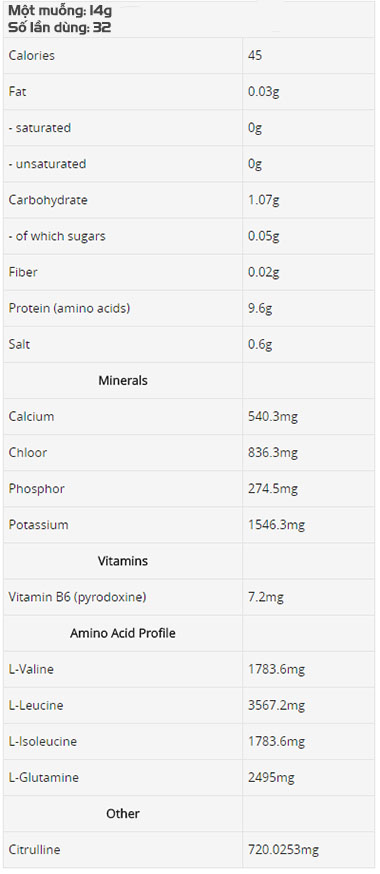 Một muỗng: 14g
Số lần dùng: 32
Calories 45
Fat 0.03g
- saturated 0g
- unsaturated 0g
Carbohydrate 1.07g
- of which sugars 0.05g
Fiber 0.02g
Protein (amino acids) 9.6g
Salt 0.6g
Minerals
Calcium 540.3mg
Chloor 836.3mg
Phosphor 274.5mg
Potassium 1546.3mg
Vitamins
Vitamin B6 (pyrodoxine) 7.2mg
Amino Acid Profile
L-Valine 1783.6mg
L-Leucine 3567.2mg
L-Isoleucine 1783.6mg
L-Glutamine 2495mg
Other
Citrulline 720.0253mg